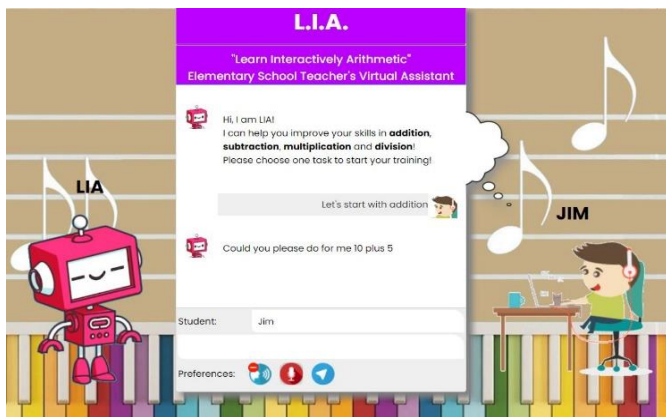 L.I.A.
"Learn Interactively Arithmetic"
Elementary School Teacher's Virtual Assistant
Hi, I am LIA!
I can help you improve your skills in addition,
subtraction, multiplication and division!
Please choose one task to start your training!
LIA
Let's start with addition
JIM
Could you please do for me 10 plus 5
Student: Jim
Preferences: